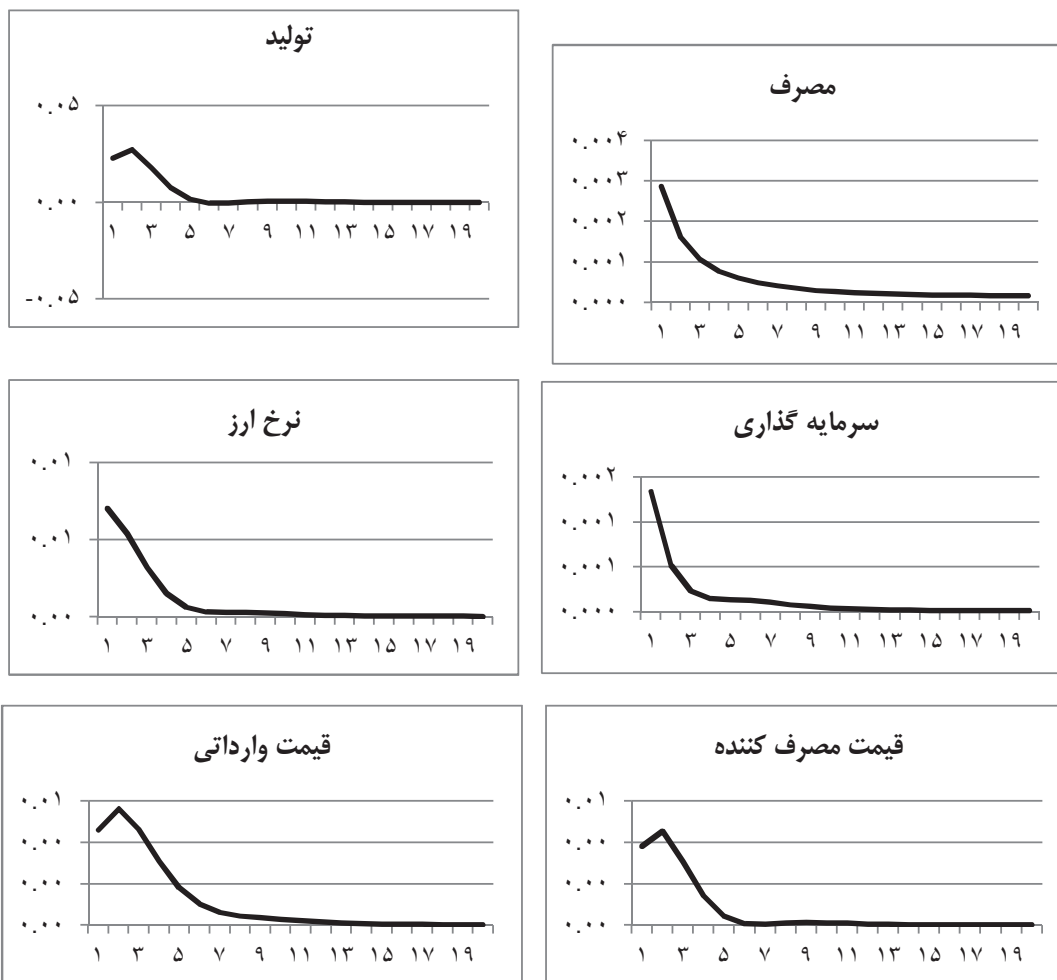 تولید
۰.۰۵
۰.۰۰
-۰.۰۵
۱ ۳ ۵ ۷ ۹ ۱۱ ۱۳ ۱۵ ۱۷ ۱۹
مصرف
۰.۰۰۴
۰.۰۰۳
۰.۰۰۲
۰.۰۰۱
۰.۰۰۰
۱ ۳ ۵ ۷ ۹ ۱۱ ۱۳ ۱۵ ۱۷ ۱۹
نرخ ارز
۰.۰۱
۰.۰۱
۰.۰۰
۱ ۳ ۵ ۷ ۹ ۱۱ ۱۳ ۱۵ ۱۷ ۱۹
سرمایه گذاری
۰.۰۰۲
۰.۰۰۱
۰.۰۰۱
۰.۰۰۰
۱ ۳ ۵ ۷ ۹ ۱۱ ۱۳ ۱۵ ۱۷ ۱۹
قیمت وارداتی
۰.۰۱
۰.۰۰
۰.۰۰
۰.۰۰
۱ ۳ ۵ ۷ ۹ ۱۱ ۱۳ ۱۵ ۱۷ ۱۹
قیمت مصرف کننده
۰.۰۱
۰.۰۰
۰.۰۰
۰.۰۰
۱ ۳ ۵ ۷ ۹ ۱۱ ۱۳ ۱۵ ۱۷ ۱۹